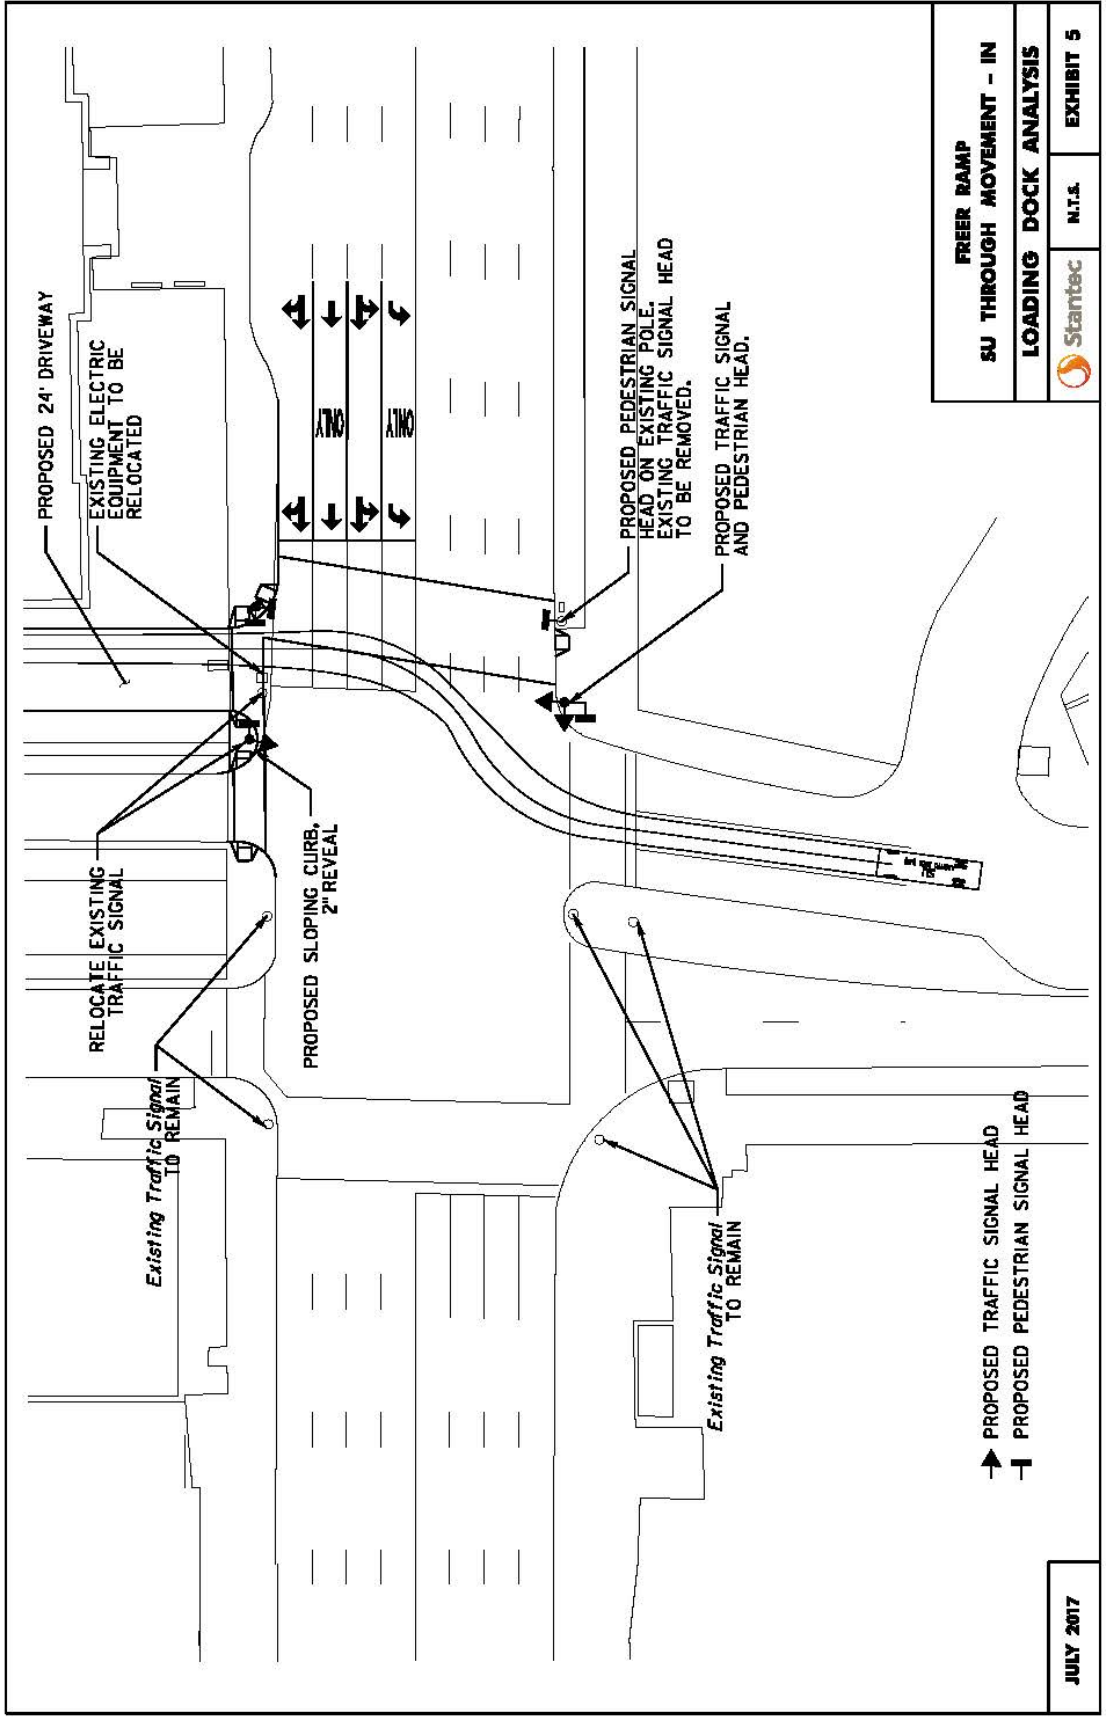 PROPOSED 24' DRIVEWAY
EXISTING ELECTRIC
EQUIPMENT TO BE
RELOCATED
RELOCATE EXISTING
TRAFFIC SIGNAL
Existing Traffic Signal
TO REMAIN
PROPOSED SLOPING CURB,
2" REVEAL
ONLY
ONLY
PROPOSED PEDESTRIAN SIGNAL
HEAD ON EXISTING POLE.
EXISTING TRAFFIC SIGNAL HEAD
TO BE REMOVED.
PROPOSED TRAFFIC SIGNAL
AND PEDESTRIAN HEAD.
Existing Traffic Signal
TO REMAIN
PROPOSED TRAFFIC SIGNAL HEAD
PROPOSED PEDESTRIAN SIGNAL HEAD
FREER RAMP
SU THROUGH MOVEMENT - IN
LOADING DOCK ANALYSIS
Stantec
N.T.S.
EXHIBIT 5
JULY 2017